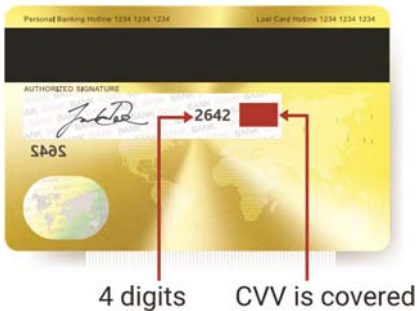 Personal Banking Hotline 1234 1234 1234 Lost Card Hotline 1234 1234 1234
AUTHORIZED SIGNATURE
2642
2642
4 digits CVV is covered